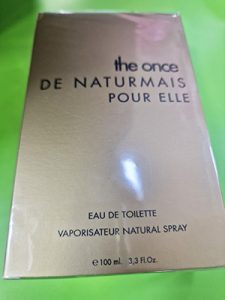 the once
DE NATURMAIS
POUR ELLE
EAU DE TOILETTE
VAPORISATEUR NATURAL SPRAY
e 100 ml. 3,3 Fl.Oz.